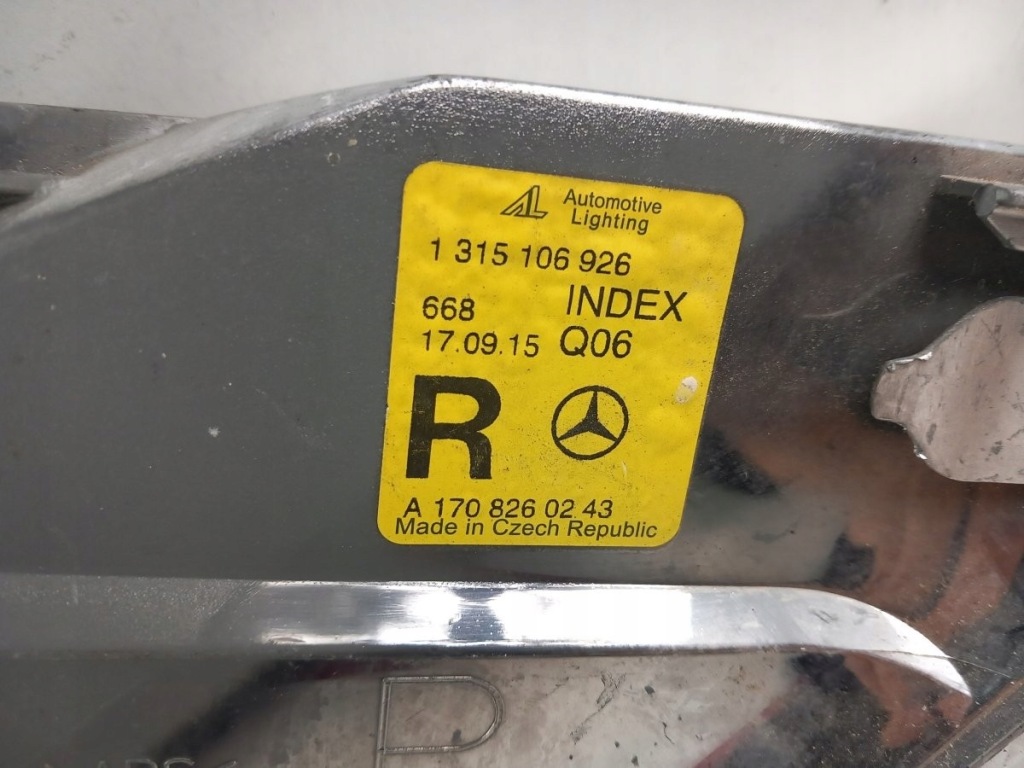 AL Automotive
Lighting
1 315 106 926
668 INDEX
17.09.15 Q06
R
A 170 826 02 43
Made in Czech Republic